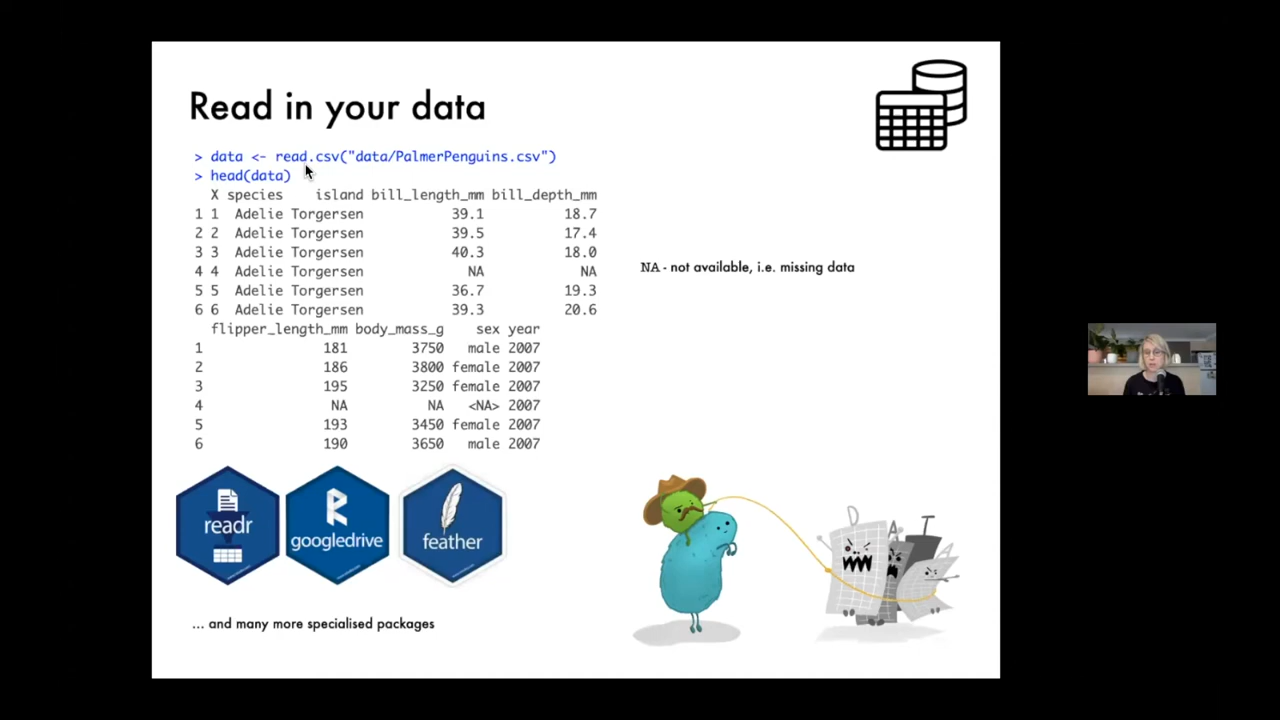 Read in your data
> data <- read.csv("data/PalmerPenguins.csv")
> head(data)
X species island bill_length_mm bill_depth_mm
1 1 Adelie Torgersen 39.1 18.7
2 2 Adelie Torgersen 39.5 17.4
3 3 Adelie Torgersen 40.3 18.0
4 4 Adelie Torgersen NA NA
5 5 Adelie Torgersen 36.7 19.3
6 6 Adelie Torgersen 39.3 20.6
flipper_length_mm body_mass_g sex year
1 181 3750 male 2007
2 186 3800 female 2007
3 195 3250 female 2007
4 NA NA <NA> 2007
5 193 3450 female 2007
6 190 3650 male 2007
NA - not available, i.e. missing data
readr
googledrive
feather
DATA
... and many more specialised packages